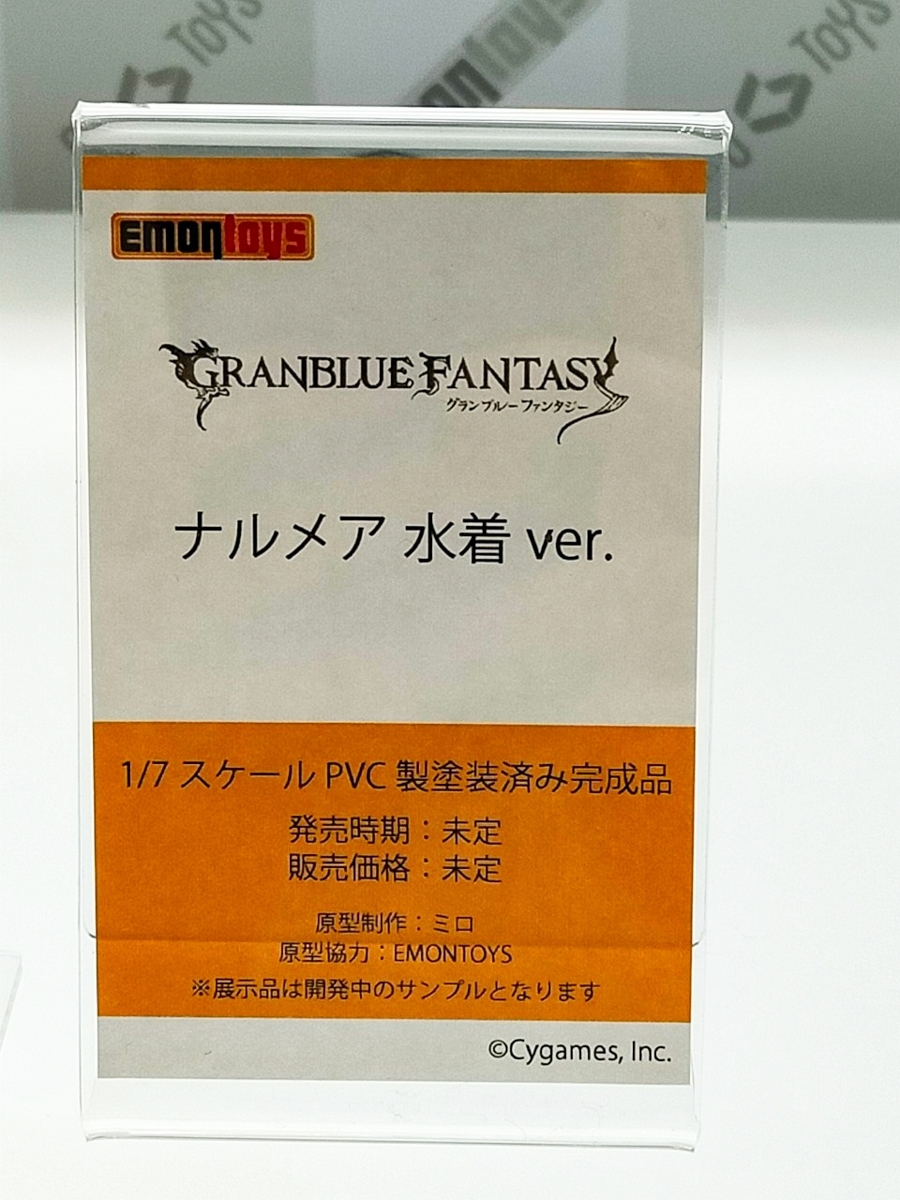 TOYS
emontoys
TOYS
EMONTOYS
GRANBLUE FANTASY
グランブルーファンタジー
ナルメア 水着 ver.
1/7 スケール PVC 製塗装済み完成品
発売時期：未定
販売価格：未定
原型制作：ミロ
原型協力：EMONTOYS
※展示品は開発中のサンプルとなります
©Cygames, Inc.